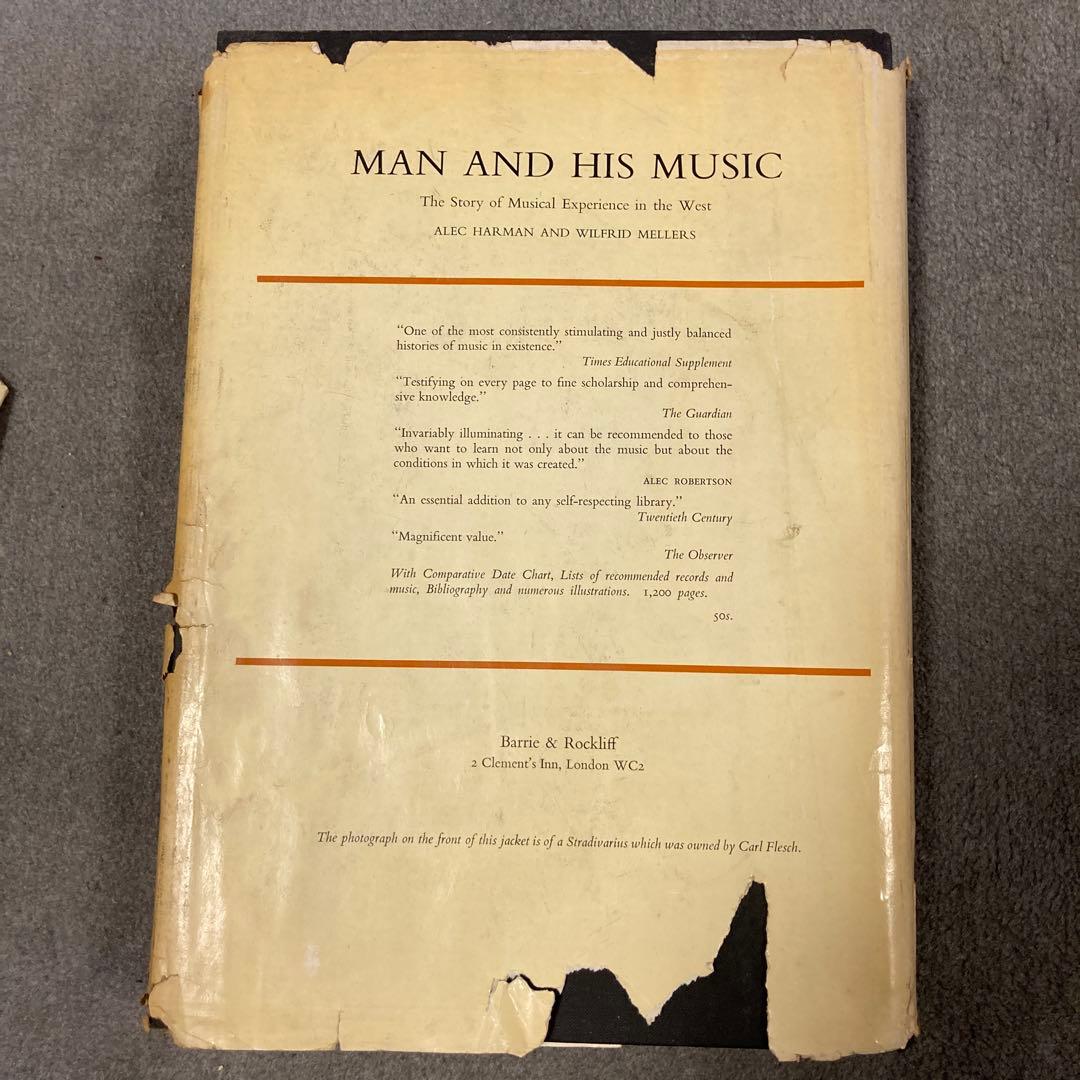 MAN AND HIS MUSIC
The Story of Musical Experience in the West
ALEC HARMAN AND WILFRID MELLERS
“One of the most consistently stimulating and justly balanced
histories of music in existence.”
Times Educational Supplement
“Testifying on every page to fine scholarship and comprehen-
sive knowledge.”
The Guardian
“Invariably illuminating . . . it can be recommended to those
who want to learn not only about the music but about the
conditions in which it was created.”
ALEC ROBERTSON
“An essential addition to any self-respecting library.”
Twentieth Century
“Magnificent value.”
The Observer
With Comparative Date Chart, Lists of recommended records and
music, Bibliography and numerous illustrations. 1,200 pages.
50s.
Barrie & Rockliff
2 Clement's Inn, London WC2
The photograph on the front of this jacket is of a Stradivarius which was owned by Carl Flesch.